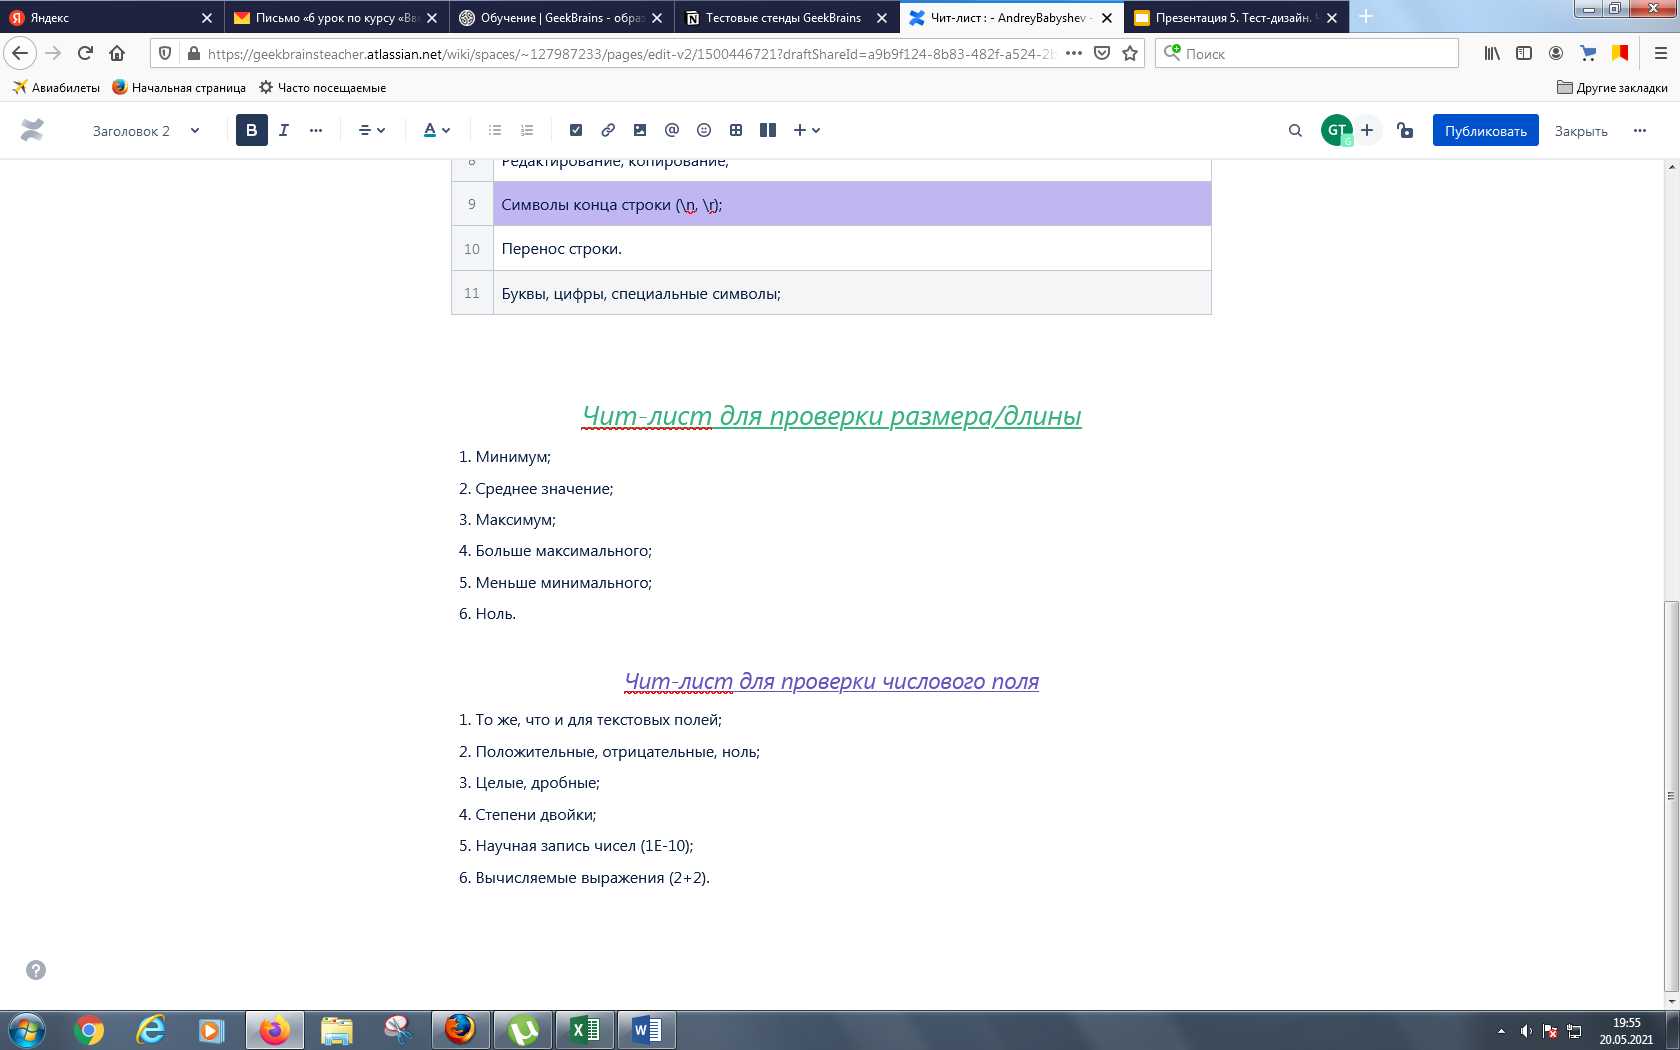 Яндекс
Письмо «6 урок по курсу «Вве
Обучение | GeekBrains - образ
Тестовые стенды GeekBrains
Чит-лист : - AndreyBabyshev -
Презентация 5. Тест-дизайн. Ч
https://geekbrainsteacher.atlassian.net/wiki/spaces/~127987233/pages/edit-v2/1500446721?draftShareId=a9b9f124-8b83-482f-a524-2b
Поиск
Авиабилеты
Начальная страница
Часто посещаемые
Другие закладки
Заголовок 2
B
I
A
GT
G
Публиковать
Закрыть
8 Редактирование, копирование;
9 Символы конца строки (\n, \r);
10 Перенос строки.
11 Буквы, цифры, специальные символы;
Чит-лист для проверки размера/длины
1. Минимум;
2. Среднее значение;
3. Максимум;
4. Больше максимального;
5. Меньше минимального;
6. Ноль.
Чит-лист для проверки числового поля
1. То же, что и для текстовых полей;
2. Положительные, отрицательные, ноль;
3. Целые, дробные;
4. Степени двойки;
5. Научная запись чисел (1E-10);
6. Вычисляемые выражения (2+2).
19:55
20.05.2021